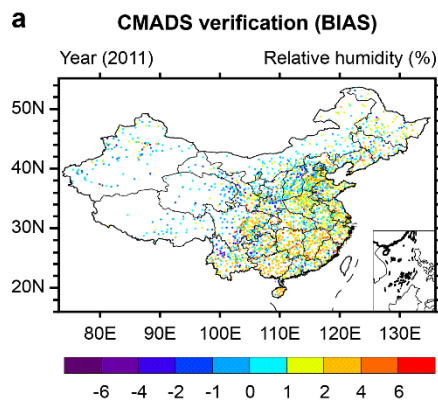 a
CMADS verification (BIAS)
Year (2011) Relative humidity (%)
50N
40N
30N
20N
80E 90E 100E 110E 120E 130E
-6 -4 -2 -1 0 1 2 4 6